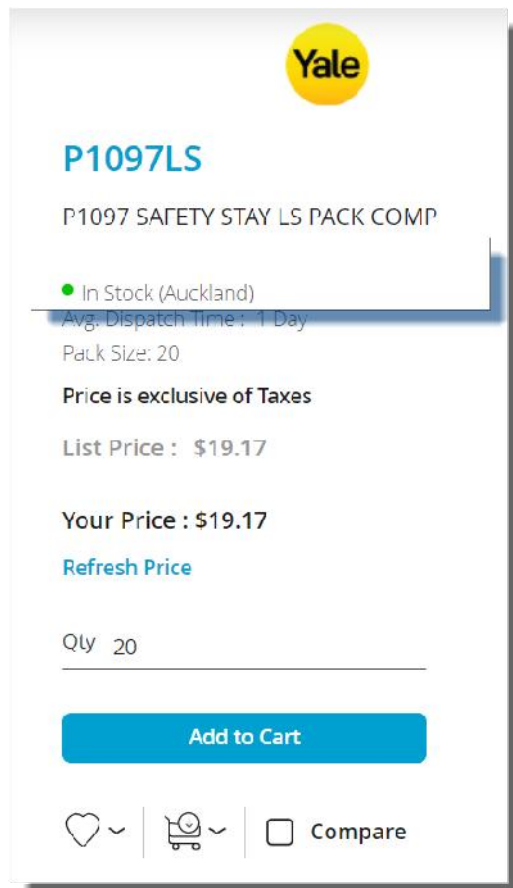 Yale
P1097LS
P1097 SAFETY STAY LS PACK COMP
In Stock (Auckland)
Avg. Dispatch Time : 1 Day
Pack Size: 20
Price is exclusive of Taxes
List Price : $19.17
Your Price : $19.17
Refresh Price
Qty 20
Add to Cart
Compare